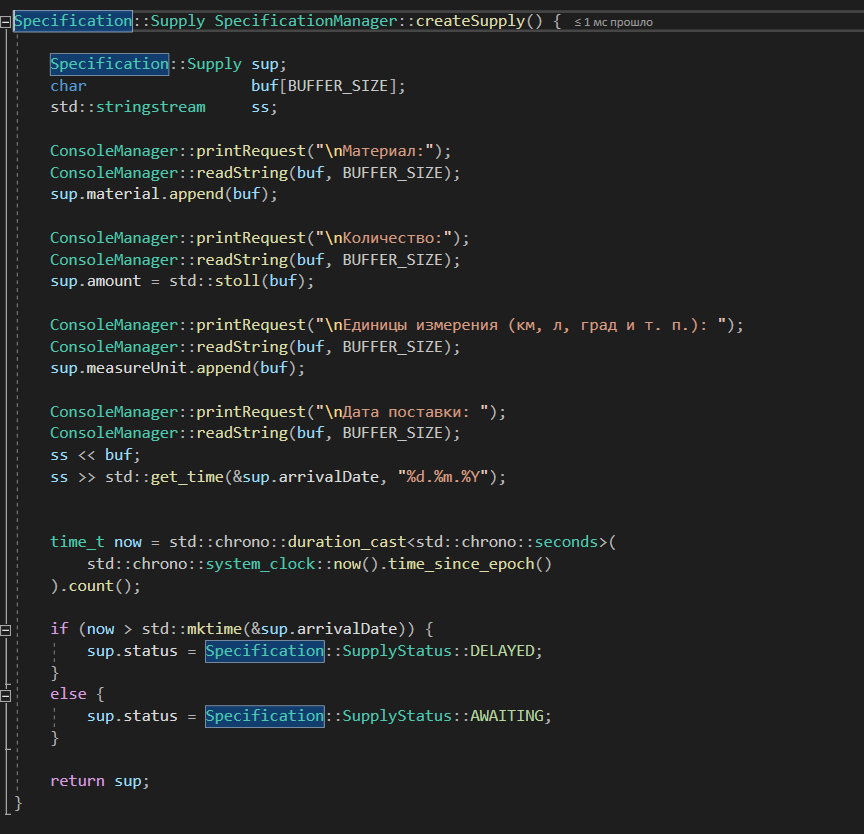 Specification::Supply SpecificationManager::createSupply() { ≤ 1 мс прошло
Specification::Supply sup;
char buf[BUFFER_SIZE];
std::stringstream ss;
ConsoleManager::printRequest("\nМатериал:");
ConsoleManager::readString(buf, BUFFER_SIZE);
sup.material.append(buf);
ConsoleManager::printRequest("\nКоличество:");
ConsoleManager::readString(buf, BUFFER_SIZE);
sup.amount = std::stoll(buf);
ConsoleManager::printRequest("\nЕдиницы измерения (км, л, град и т. п.): ");
ConsoleManager::readString(buf, BUFFER_SIZE);
sup.measureUnit.append(buf);
ConsoleManager::printRequest("\nДата поставки: ");
ConsoleManager::readString(buf, BUFFER_SIZE);
ss << buf;
ss >> std::get_time(&sup.arrivalDate, "%d.%m.%Y");
time_t now = std::chrono::duration_cast<std::chrono::seconds>(
std::chrono::system_clock::now().time_since_epoch()
).count();
if (now > std::mktime(&sup.arrivalDate)) {
sup.status = Specification::SupplyStatus::DELAYED;
}
else {
sup.status = Specification::SupplyStatus::AWAITING;
}
return sup;
}